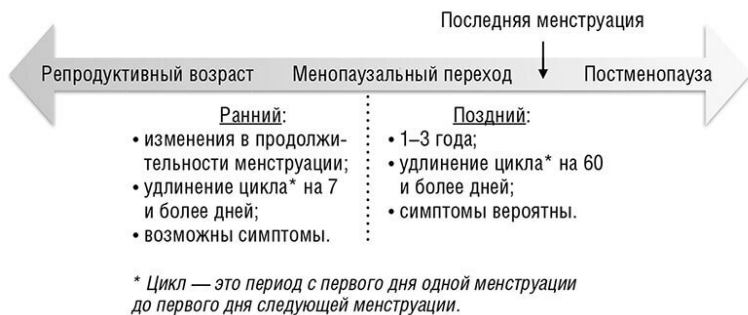 Последняя менструация
Репродуктивный возраст Менопаузальный переход Постменопауза
Ранний:
• изменения в продолжи-
тельности менструации;
• удлинение цикла* на 7
и более дней;
• возможны симптомы.
Поздний:
• 1–3 года;
• удлинение цикла* на 60
и более дней;
• симптомы вероятны.
* Цикл — это период с первого дня одной менструации
до первого дня следующей менструации.